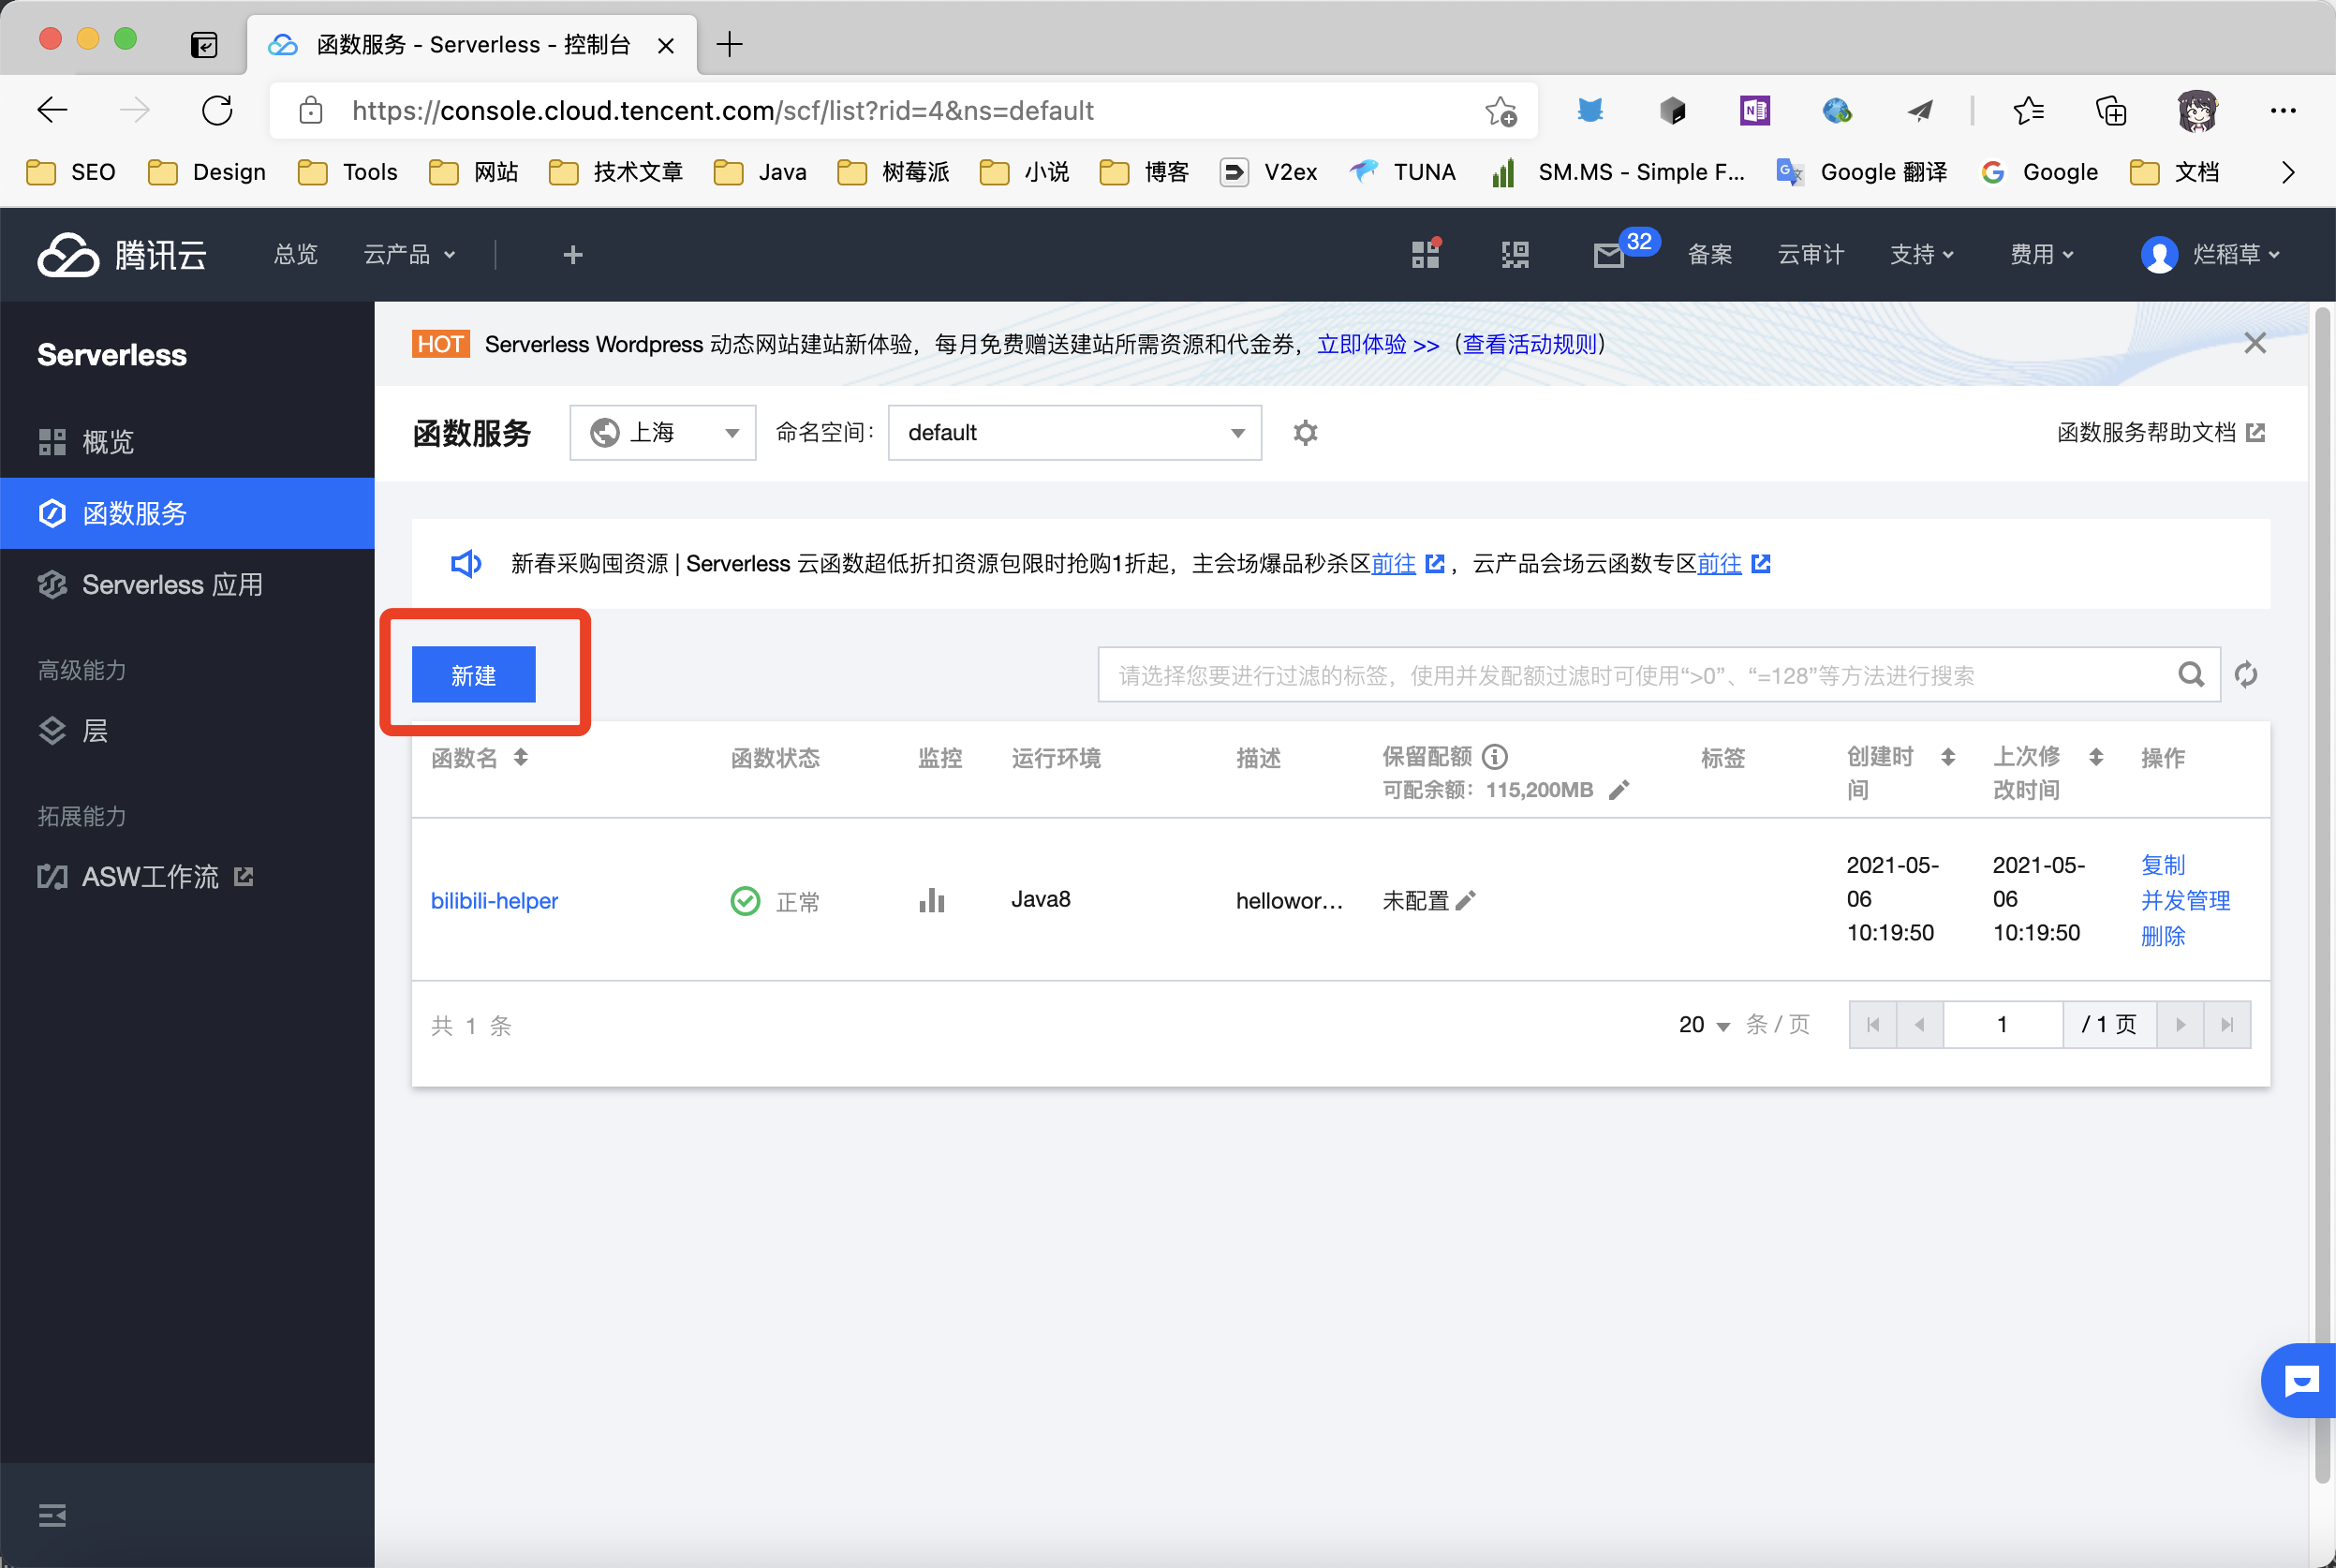 函数服务 - Serverless - 控制台
https://console.cloud.tencent.com/scf/list?rid=4&ns=default
SEO Design Tools 网站 技术文章 Java 树莓派 小说 博客 V2ex TUNA SM.MS - Simple F... Google 翻译 Google 文档
腾讯云 总览 云产品 32 备案 云审计 支持 费用 烂稻草
Serverless
概览
函数服务
Serverless 应用
高级能力
层
拓展能力
ASW工作流
HOT Serverless Wordpress 动态网站建站新体验，每月免费赠送建站所需资源和代金券，立即体验 >>（查看活动规则）
函数服务 上海 命名空间： default 函数服务帮助文档
新春采购囤资源 | Serverless 云函数超低折扣资源包限时抢购1折起，主会场爆品秒杀区前往 ，云产品会场云函数专区前往
新建 请选择您要进行过滤的标签，使用并发配额过滤时可使用“>0”、“=128”等方法进行搜索
函数名 函数状态 监控 运行环境 描述 保留配额 标签 创建时 上次修 操作
可配余额：115,200MB 间 改时间
2021-05- 2021-05- 复制
bilibili-helper 正常 Java8 hellowor... 未配置 06 06 并发管理
10:19:50 10:19:50 删除
共 1 条 20 条 / 页 1 / 1 页